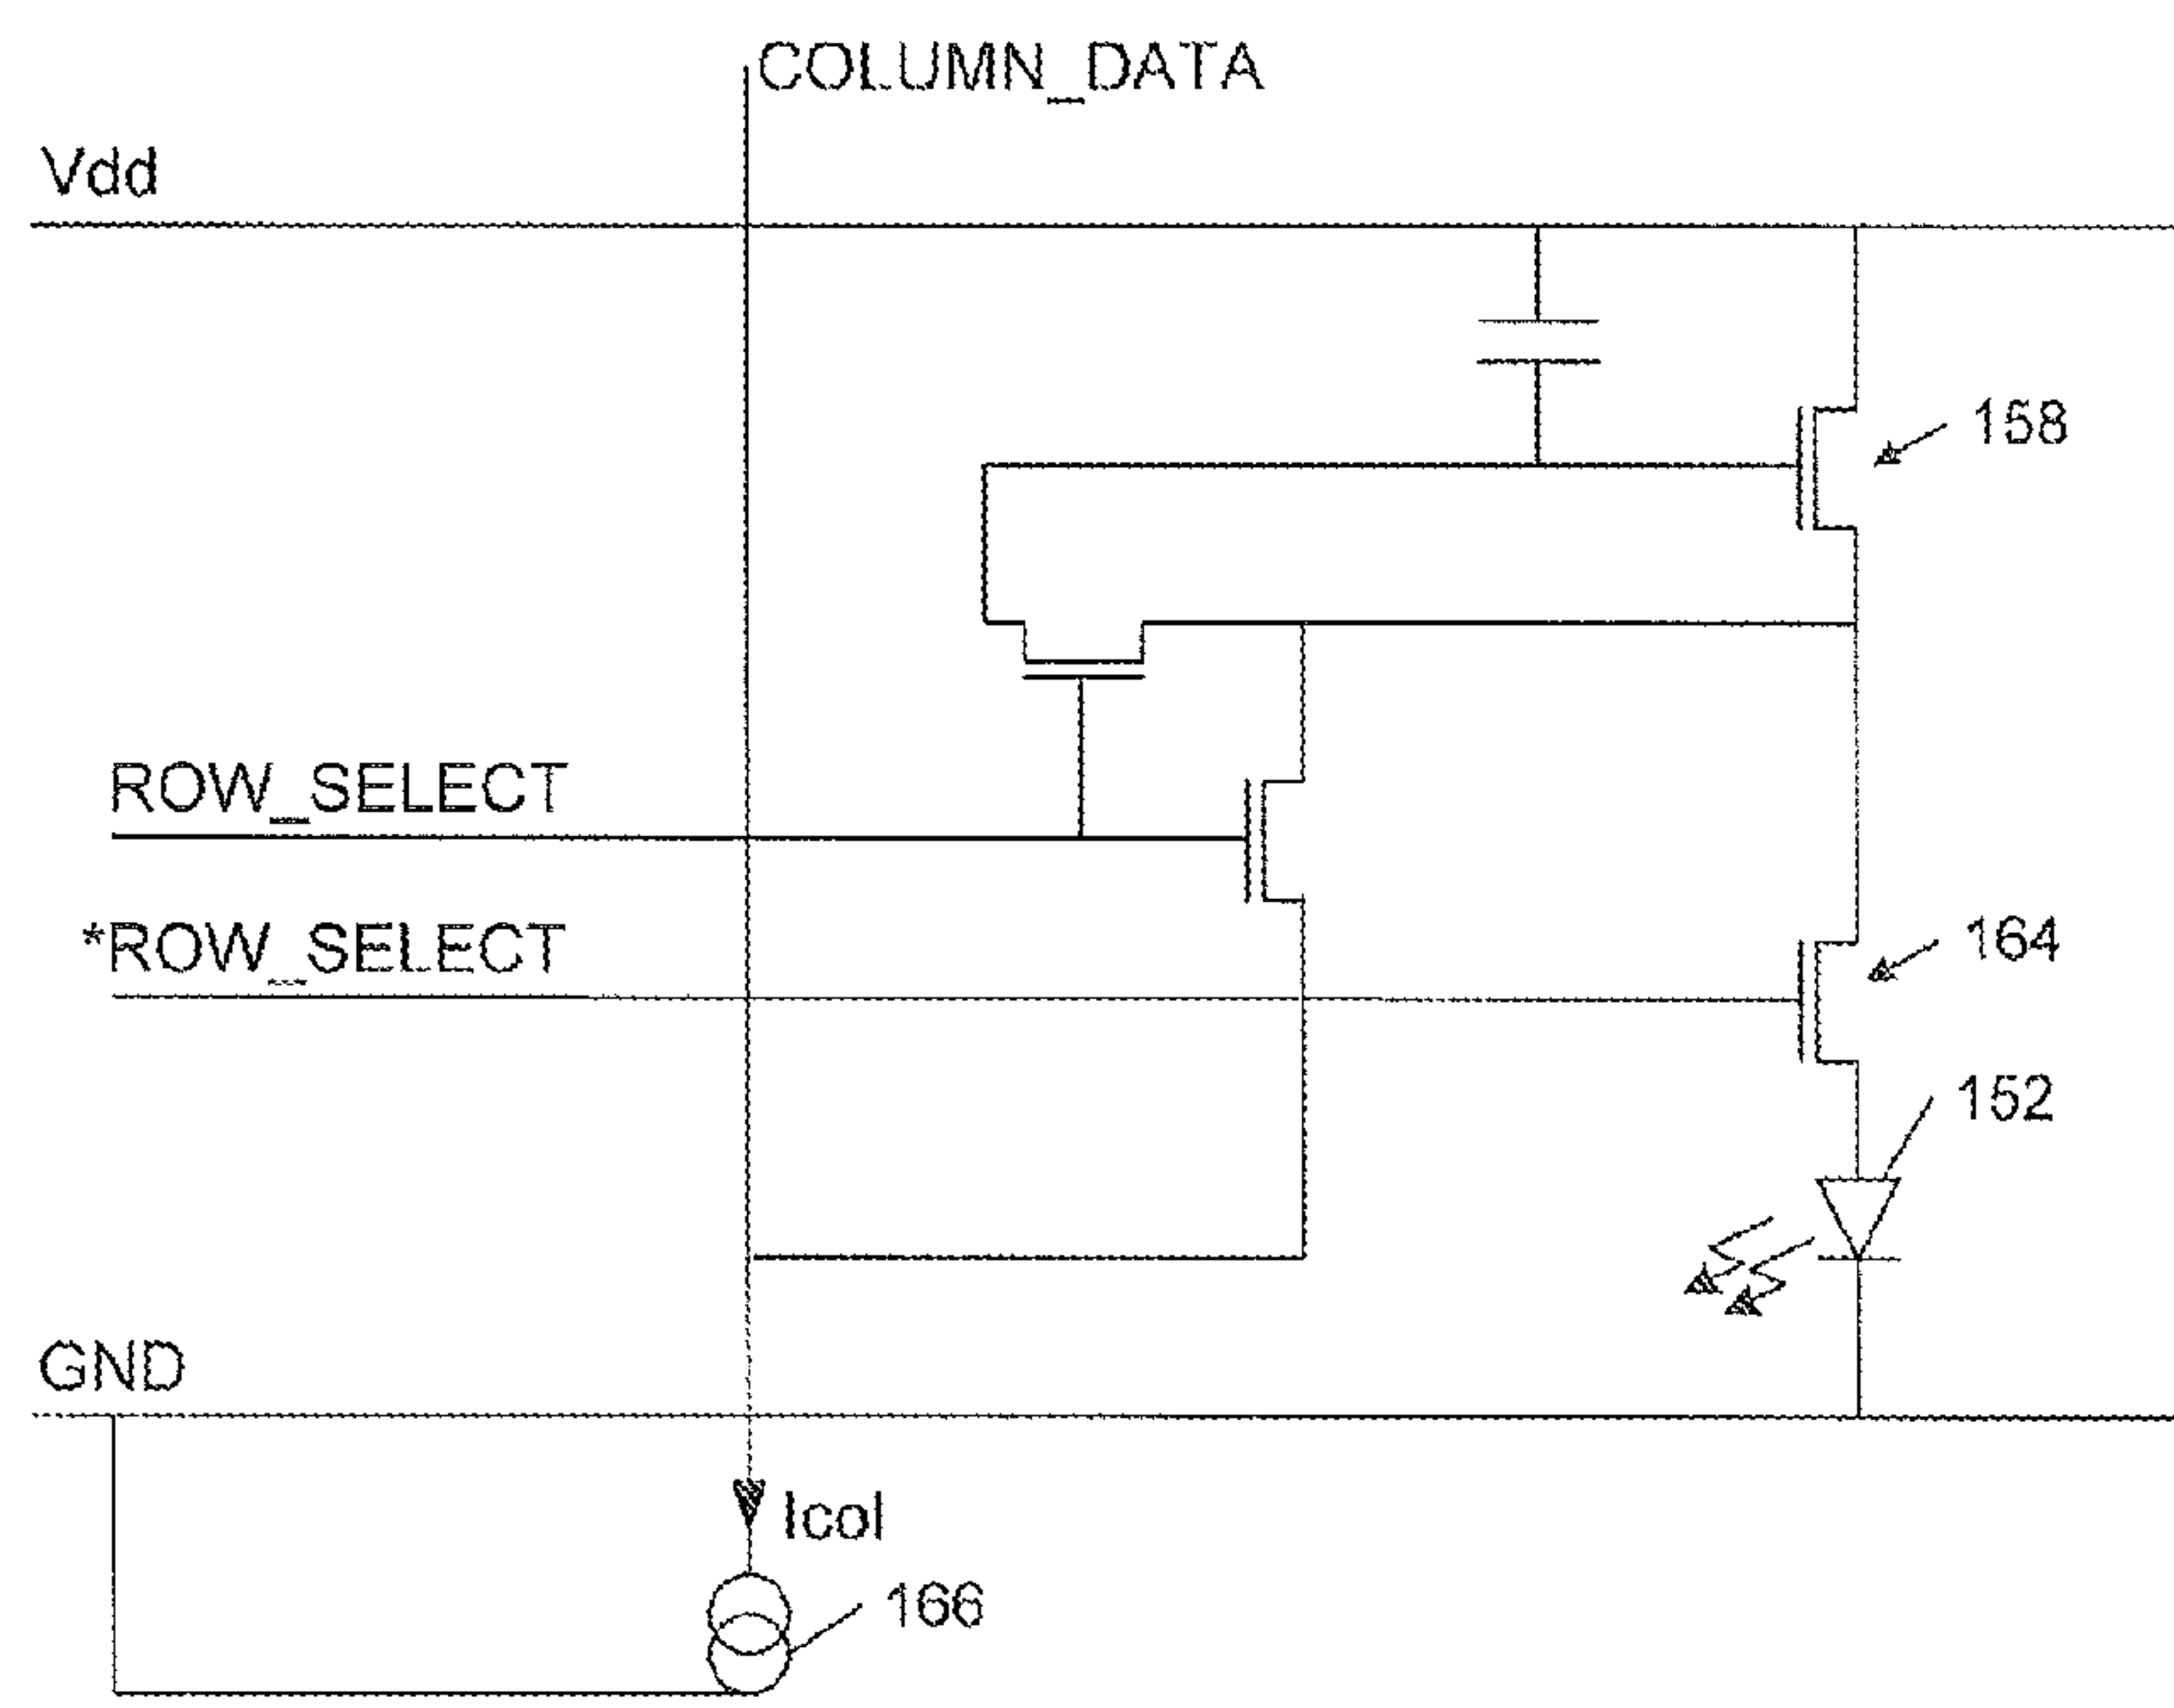 COLUMN_DATA
Vdd
158
ROW_SELECT
*ROW_SELECT
164
152
GND
Icol
166